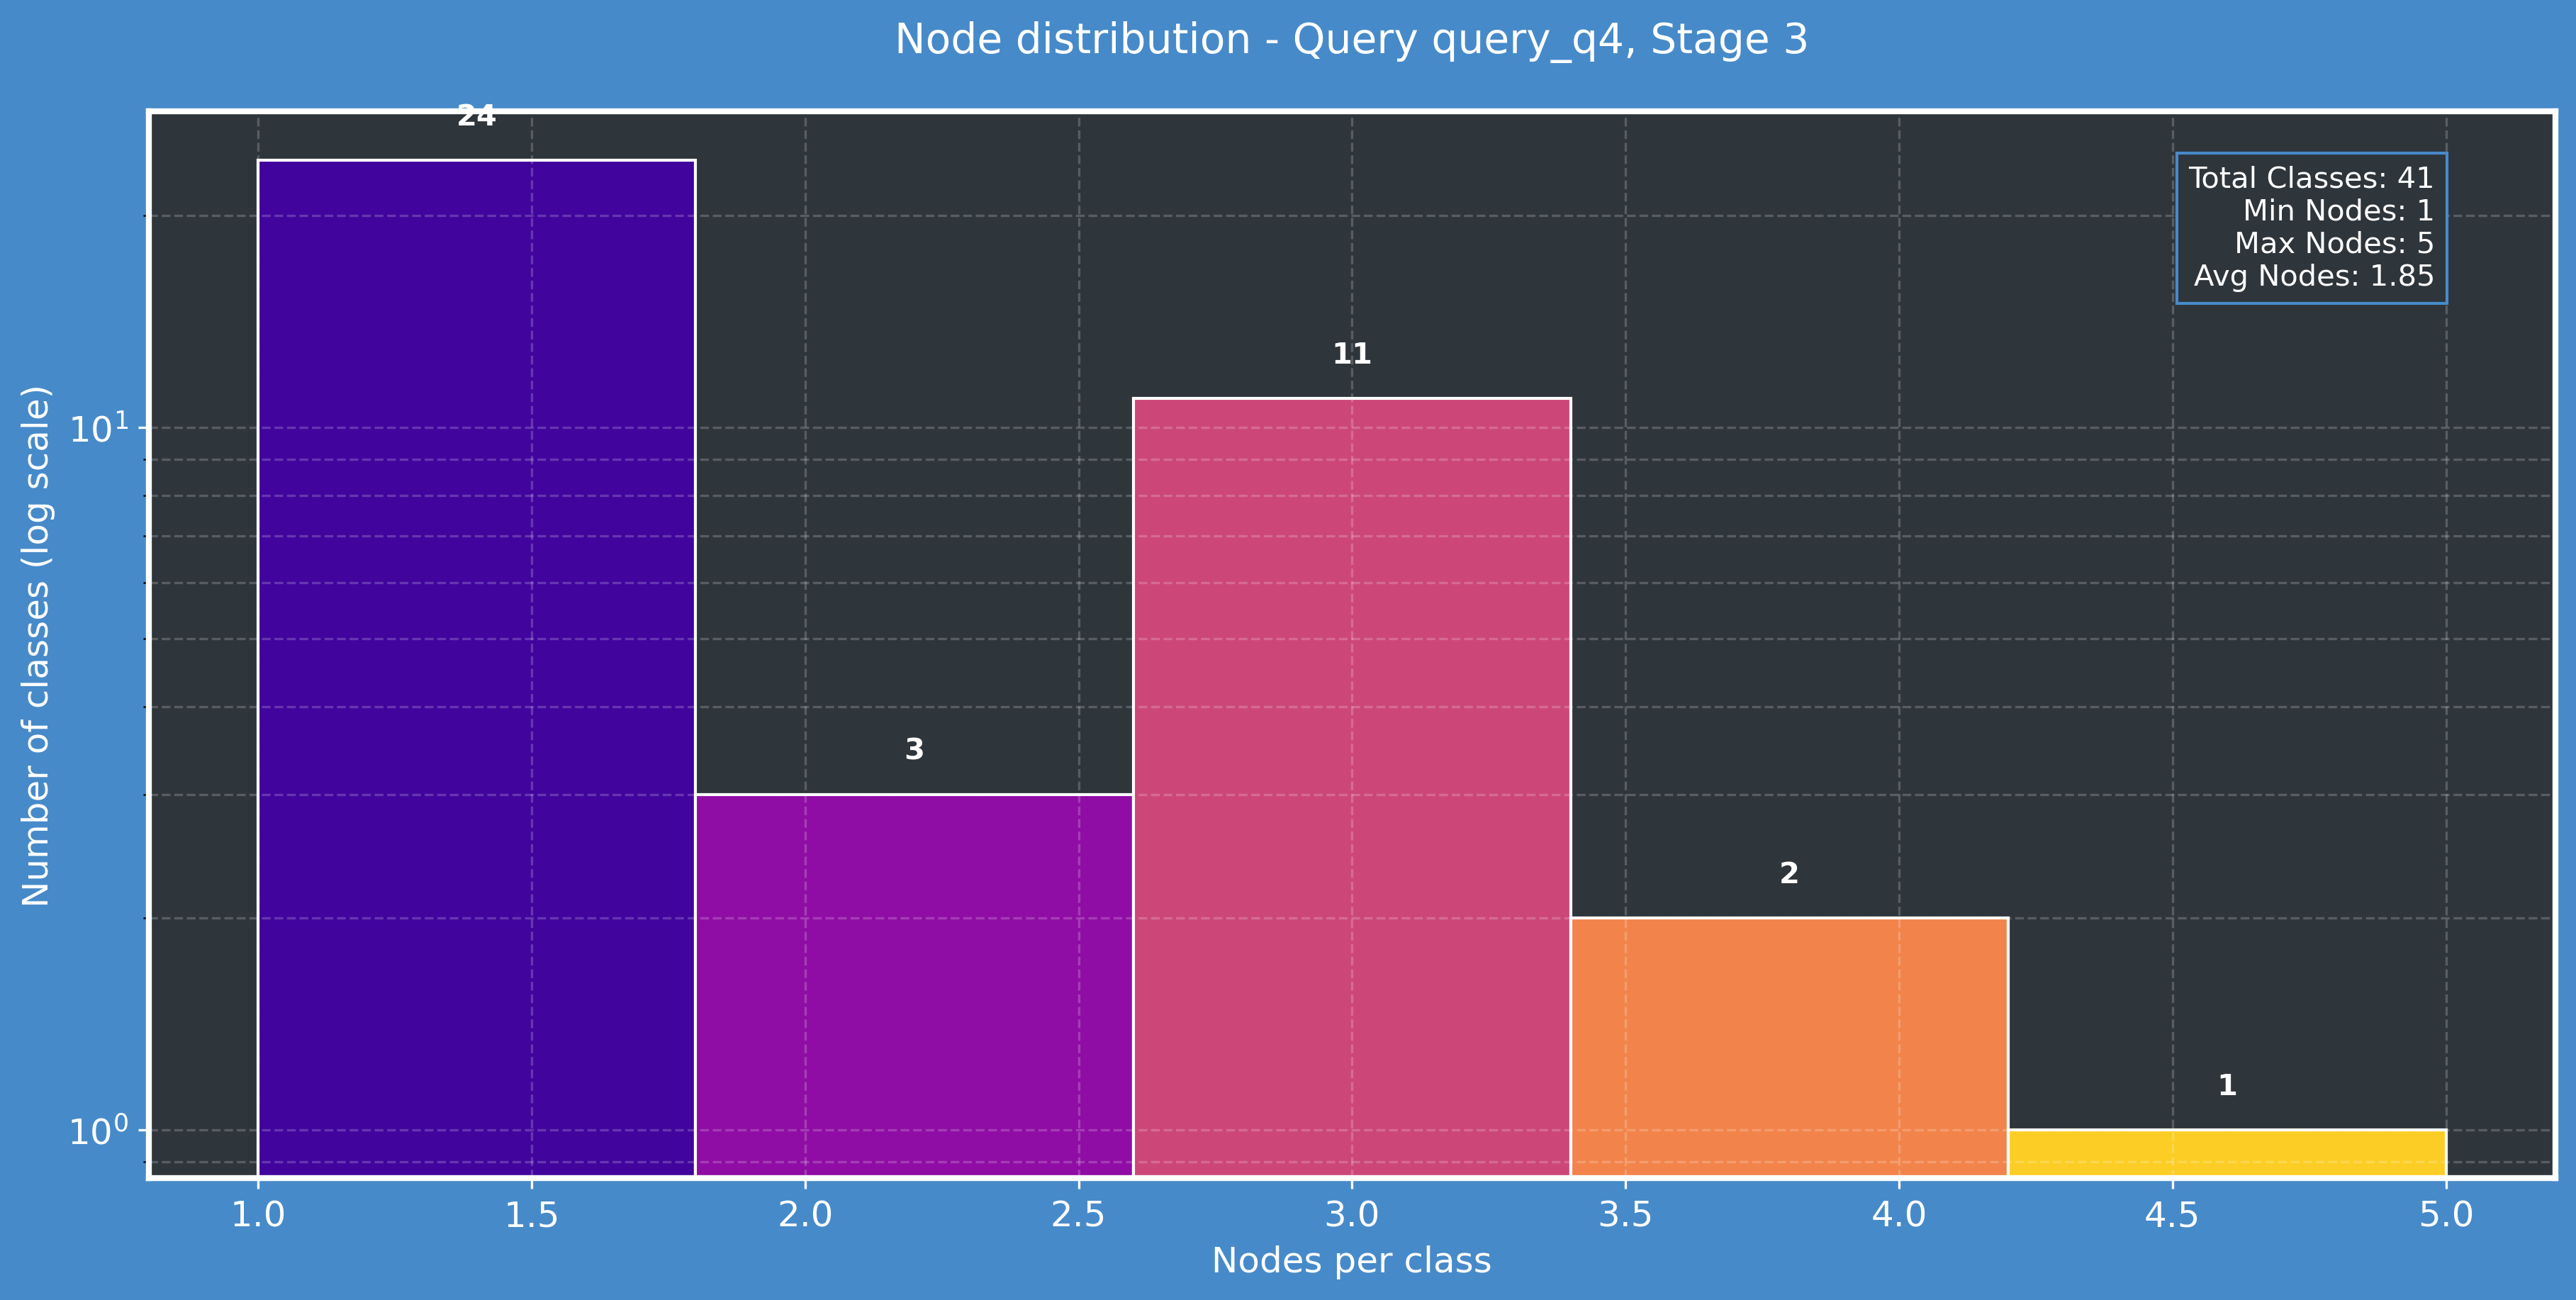 Node distribution - Query query_q4, Stage 3
24
Total Classes: 41
Min Nodes: 1
Max Nodes: 5
Avg Nodes: 1.85
11
3
2
1
Number of classes (log scale)
10¹
10⁰
1.0 1.5 2.0 2.5 3.0 3.5 4.0 4.5 5.0
Nodes per class